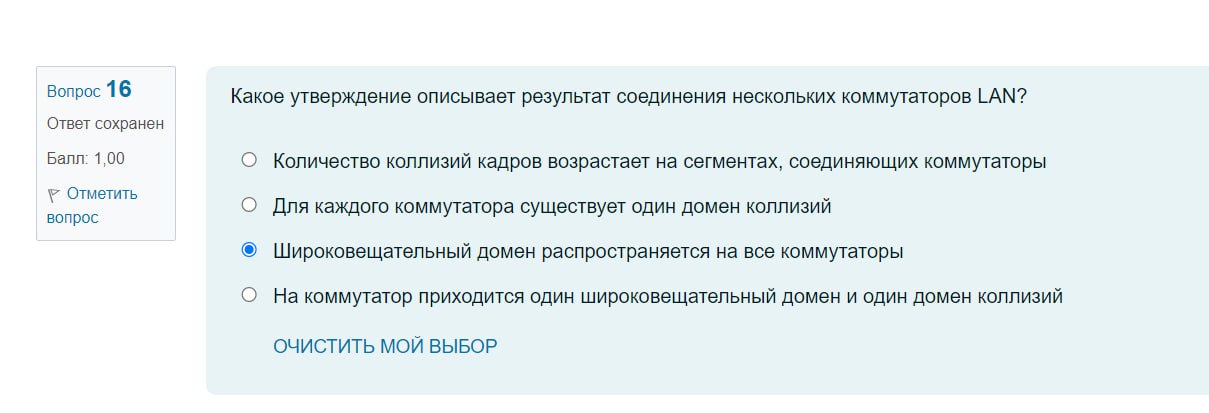 Вопрос 16
Ответ сохранен
Балл: 1,00
Отметить
вопрос
Какое утверждение описывает результат соединения нескольких коммутаторов LAN?
Количество коллизий кадров возрастает на сегментах, соединяющих коммутаторы
Для каждого коммутатора существует один домен коллизий
Широковещательный домен распространяется на все коммутаторы
На коммутатор приходится один широковещательный домен и один домен коллизий
ОЧИСТИТЬ МОЙ ВЫБОР